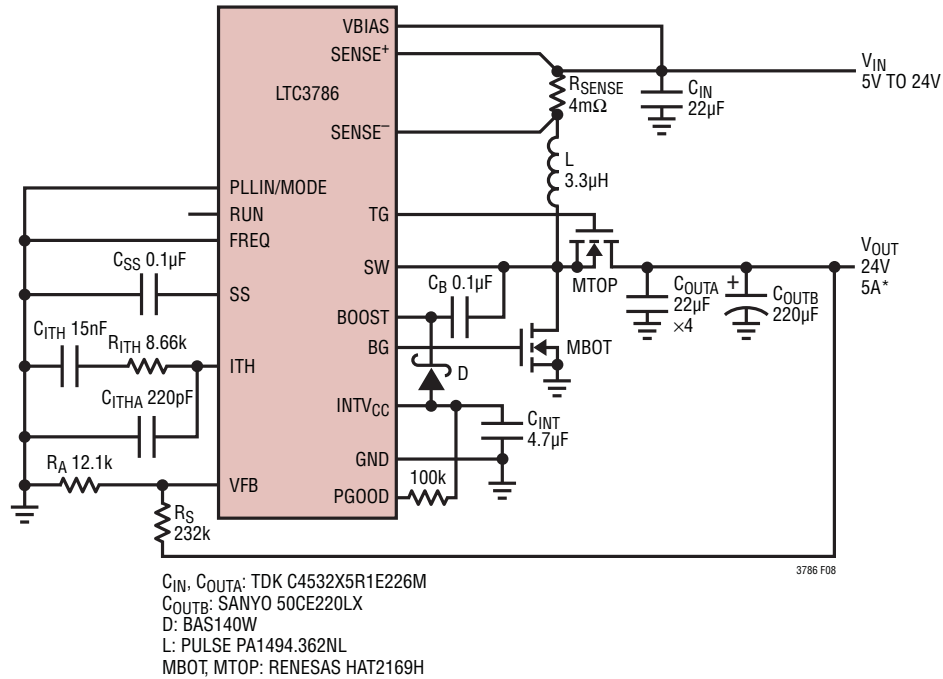 LTC3786
VBIAS
SENSE+
SENSE–
PLLIN/MODE
RUN
FREQ
SS
ITH
VFB
TG
SW
BOOST
BG
INTVCC
GND
PGOOD
RSENSE
4mΩ
CIN
22µF
VIN
5V TO 24V
L
3.3µH
MTOP
MBOT
CSS 0.1µF
CB 0.1µF
COUTA
22µF
×4
+
COUTB
220µF
VOUT
24V
5A*
CITH 15nF
RITH 8.66k
CITHA 220pF
D
CINT
4.7µF
RA 12.1k
RS
232k
100k
3786 F08
CIN, COUTA: TDK C4532X5R1E226M
COUTB: SANYO 50CE220LX
D: BAS140W
L: PULSE PA1494.362NL
MBOT, MTOP: RENESAS HAT2169H